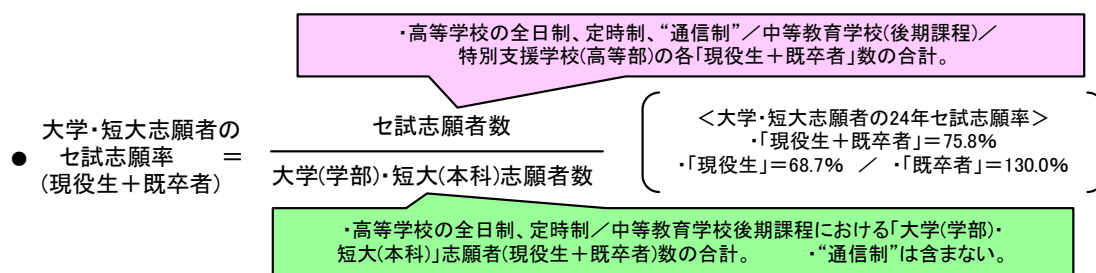 ・高等学校の全日制、定時制、“通信制”／中等教育学校(後期課程)／
特別支援学校(高等部)の各「現役生＋既卒者」数の合計。
● 大学・短大志願者の
セ試志願率 ＝
(現役生＋既卒者)
セ試志願者数
大学(学部)・短大(本科)志願者数
＜大学・短大志願者の24年セ試志願率＞
・「現役生＋既卒者」＝75.8%
・「現役生」＝68.7% ／ ・「既卒者」＝130.0%
・高等学校の全日制、定時制／中等教育学校後期課程における「大学(学部)・
短大(本科)」志願者(現役生＋既卒者)数の合計。 ・“通信制”は含まない。